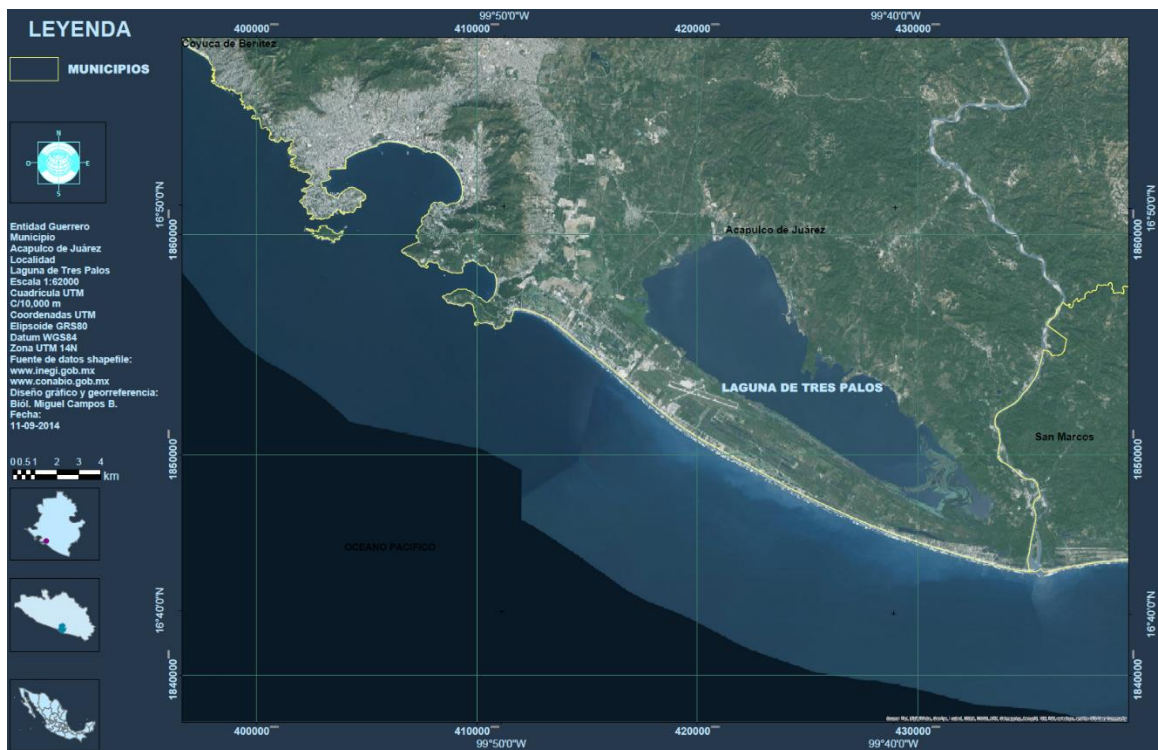 LEYENDA
MUNICIPIOS
N
O
E
S
Entidad Guerrero
Municipio
Acapulco de Juárez
Localidad
Laguna de Tres Palos
Escala 1:62000
Cuadrícula UTM
C/10,000 m
Coordenadas UTM
Elipsoide GRS80
Datum WGS84
Zona UTM 14N
Fuente de datos shapefile:
www.inegi.gob.mx
www.conabio.gob.mx
Diseño gráfico y georreferencia:
Biól. Miguel Campos B.
Fecha:
11-09-2014
0 0.5 1 2 3 4
km
99°50'0"W 99°40'0"W
400000 410000 420000 430000
Coyuca de Benítez
16°50'0"N
1860000
Acapulco de Juárez
16°50'0"N
1860000
LAGUNA DE TRES PALOS
San Marcos
1850000
1850000
OCEANO PACIFICO
16°40'0"N
1840000
16°40'0"N
1840000
400000 410000 420000 430000
99°50'0"W 99°40'0"W